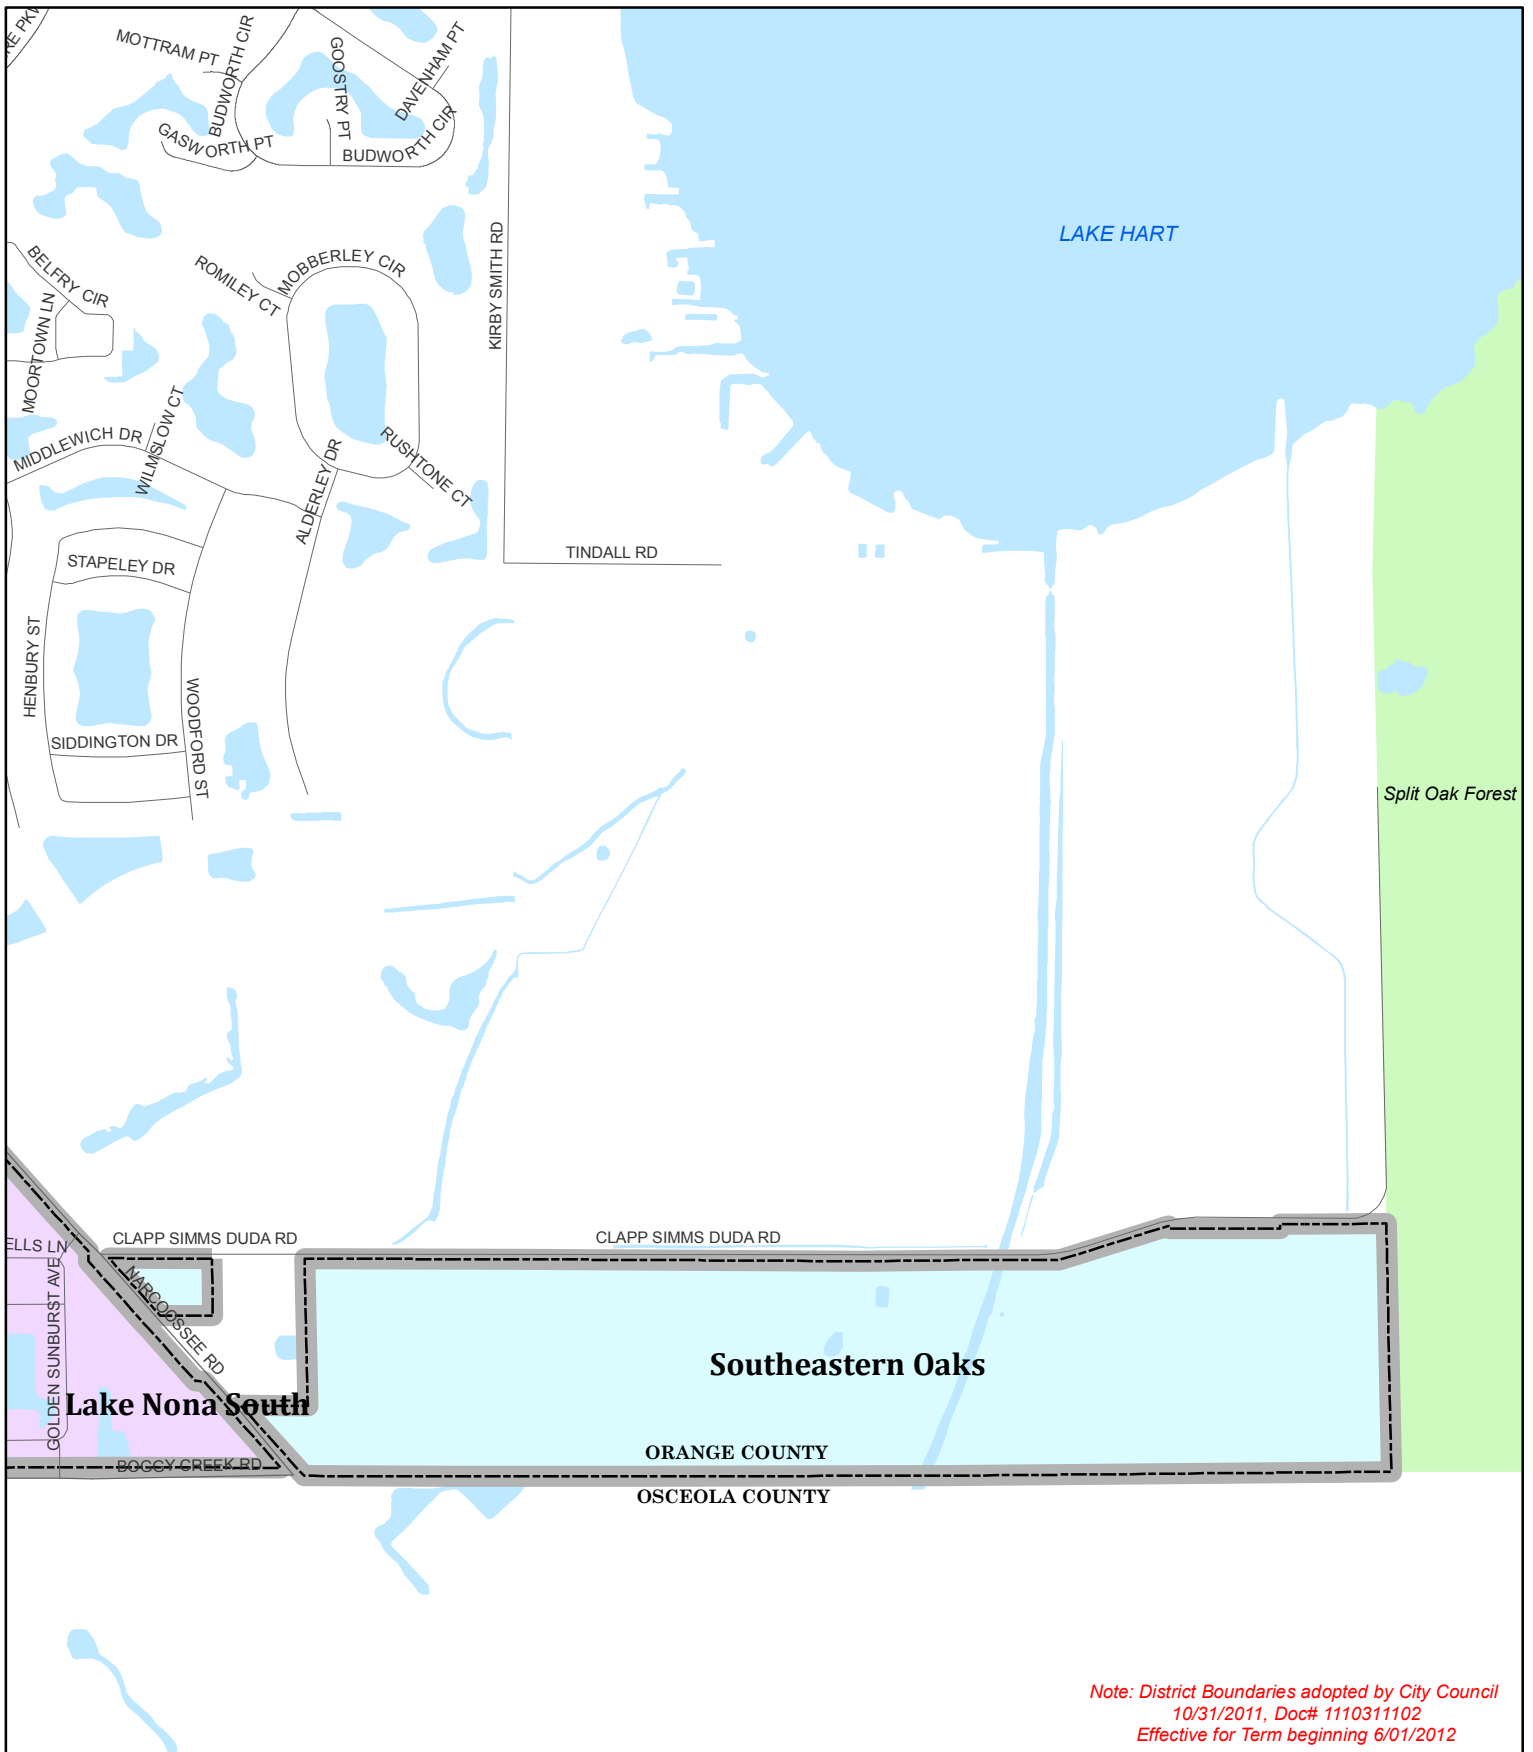 MOTTRAM PT
BUDWORTH CIR
GOOSTRY PT
DAVENHAM PT
GASWORTH PT
BUDWORTH CIR
LAKE HART
KIRBY SMITH RD
BELFRY CIR
ROMILEY CT
MOBBERLEY CIR
MOORTOWN LN
MIDDLEWICH DR
WILMSLOW CT
ALDERLEY DR
RUSHTONE CT
TINDALL RD
STAPELEY DR
HENBURY ST
WOODFORD ST
SIDDINGTON DR
Split Oak Forest
CLAPP SIMMS DUDA RD
CLAPP SIMMS DUDA RD
ELLS LN
NARCOOSSEE RD
GOLDEN SUNBURST AVE
Southeastern Oaks
Lake Nona South
ORANGE COUNTY
BOGGY CREEK RD
OSCEOLA COUNTY
Note: District Boundaries adopted by City Council
10/31/2011, Doc# 1110311102
Effective for Term beginning 6/01/2012